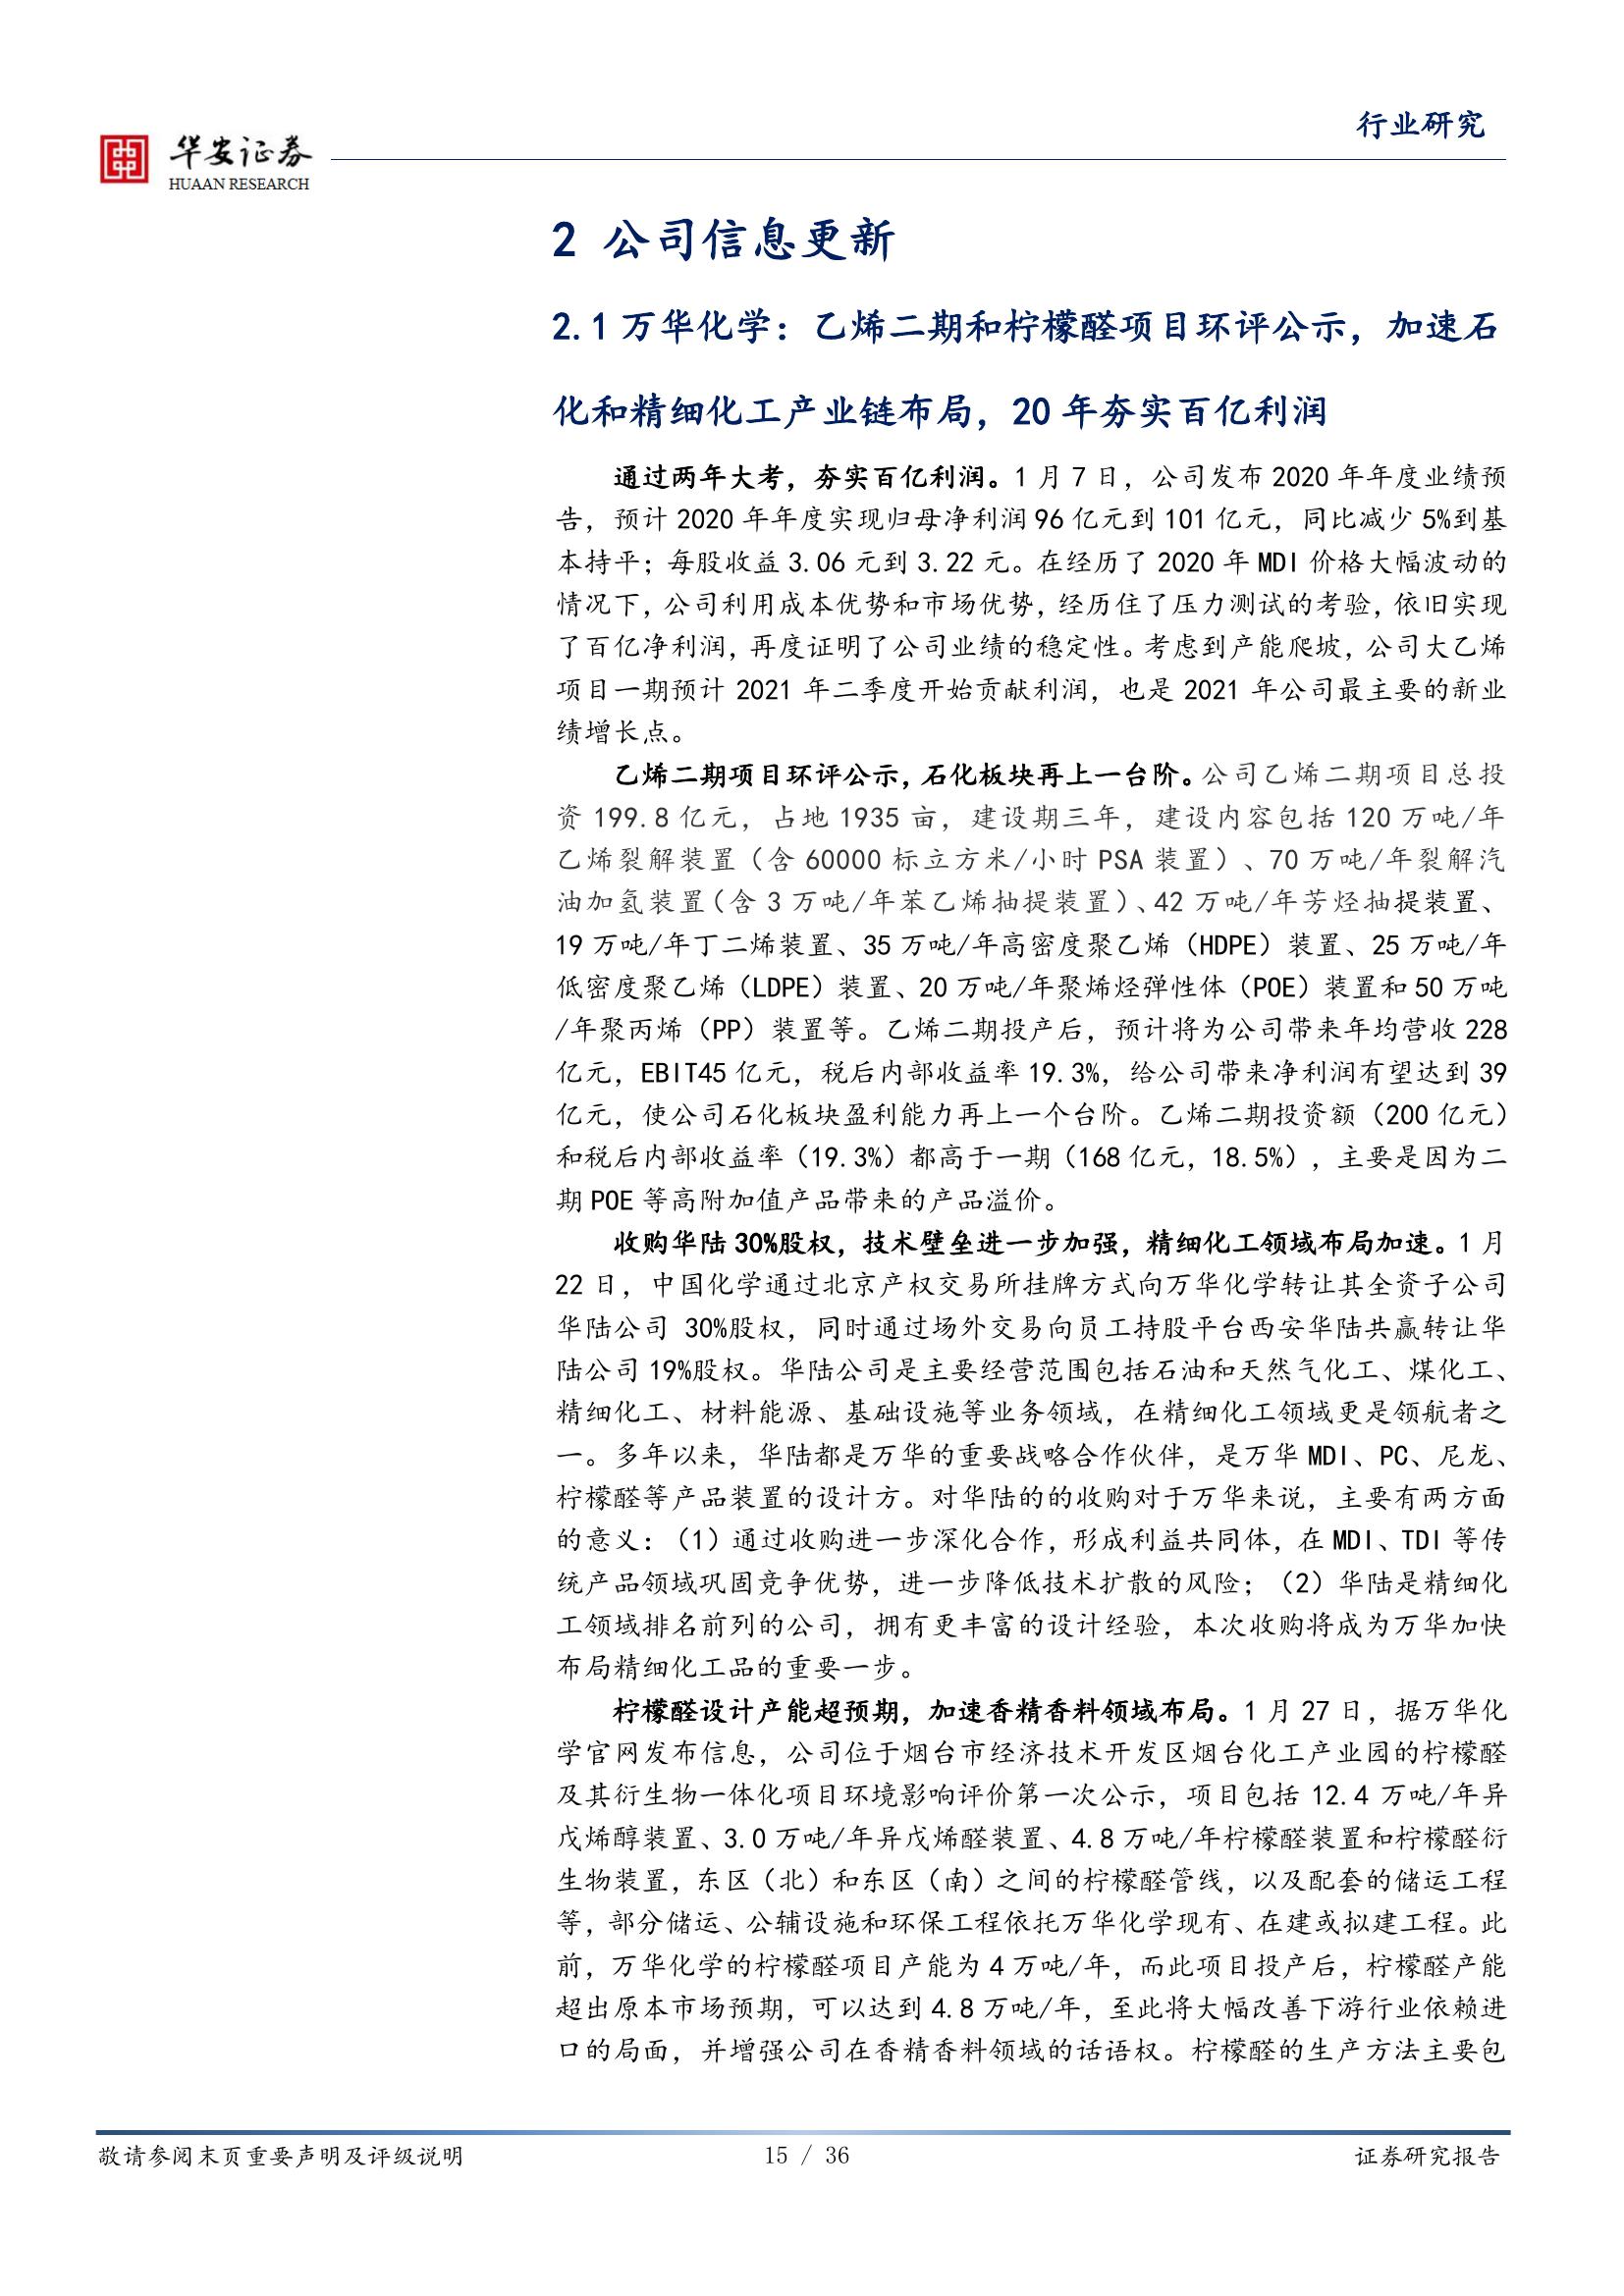 行业研究
华安证券
HUAAN RESEARCH
2 公司信息更新
2.1 万华化学：乙烯二期和柠檬醛项目环评公示，加速石
化和精细化工产业链布局，20 年夯实百亿利润
通过两年大考，夯实百亿利润。1 月 7 日，公司发布 2020 年年度业绩预
告，预计 2020 年年度实现归母净利润 96 亿元到 101 亿元，同比减少 5%到基
本持平；每股收益 3.06 元到 3.22 元。在经历了 2020 年 MDI 价格大幅波动的
情况下，公司利用成本优势和市场优势，经历住了压力测试的考验，依旧实现
了百亿净利润，再度证明了公司业绩的稳定性。考虑到产能爬坡，公司大乙烯
项目一期预计 2021 年二季度开始贡献利润，也是 2021 年公司最主要的新业
绩增长点。
乙烯二期项目环评公示，石化板块再上一台阶。公司乙烯二期项目总投
资 199.8 亿元，占地 1935 亩，建设期三年，建设内容包括 120 万吨/年
乙烯裂解装置（含 60000 标立方米/小时 PSA 装置）、70 万吨/年裂解汽
油加氢装置（含 3 万吨/年苯乙烯抽提装置）、42 万吨/年芳烃抽提装置、
19 万吨/年丁二烯装置、35 万吨/年高密度聚乙烯（HDPE）装置、25 万吨/年
低密度聚乙烯（LDPE）装置、20 万吨/年聚烯烃弹性体（POE）装置和 50 万吨
/年聚丙烯（PP）装置等。乙烯二期投产后，预计将为公司带来年均营收 228
亿元，EBIT45 亿元，税后内部收益率 19.3%，给公司带来净利润有望达到 39
亿元，使公司石化板块盈利能力再上一个台阶。乙烯二期投资额（200 亿元）
和税后内部收益率（19.3%）都高于一期（168 亿元，18.5%），主要是因为二
期 POE 等高附加值产品带来的产品溢价。
收购华陆 30%股权，技术壁垒进一步加强，精细化工领域布局加速。1 月
22 日，中国化学通过北京产权交易所挂牌方式向万华化学转让其全资子公司
华陆公司 30%股权，同时通过场外交易向员工持股平台西安华陆共赢转让华
陆公司 19%股权。华陆公司是主要经营范围包括石油和天然气化工、煤化工、
精细化工、材料能源、基础设施等业务领域，在精细化工领域更是领航者之
一。多年以来，华陆都是万华的重要战略合作伙伴，是万华 MDI、PC、尼龙、
柠檬醛等产品装置的设计方。对华陆的的收购对于万华来说，主要有两方面
的意义：（1）通过收购进一步深化合作，形成利益共同体，在 MDI、TDI 等传
统产品领域巩固竞争优势，进一步降低技术扩散的风险；（2）华陆是精细化
工领域排名前列的公司，拥有更丰富的设计经验，本次收购将成为万华加快
布局精细化工品的重要一步。
柠檬醛设计产能超预期，加速香精香料领域布局。1 月 27 日，据万华化
学官网发布信息，公司位于烟台市经济技术开发区烟台化工产业园的柠檬醛
及其衍生物一体化项目环境影响评价第一次公示，项目包括 12.4 万吨/年异
戊烯醇装置、3.0 万吨/年异戊烯醛装置、4.8 万吨/年柠檬醛装置和柠檬醛衍
生物装置，东区（北）和东区（南）之间的柠檬醛管线，以及配套的储运工程
等，部分储运、公辅设施和环保工程依托万华化学现有、在建或拟建工程。此
前，万华化学的柠檬醛项目产能为 4 万吨/年，而此项目投产后，柠檬醛产能
超出原本市场预期，可以达到 4.8 万吨/年，至此将大幅改善下游行业依赖进
口的局面，并增强公司在香精香料领域的话语权。柠檬醛的生产方法主要包
敬请参阅末页重要声明及评级说明
15 / 36
证券研究报告